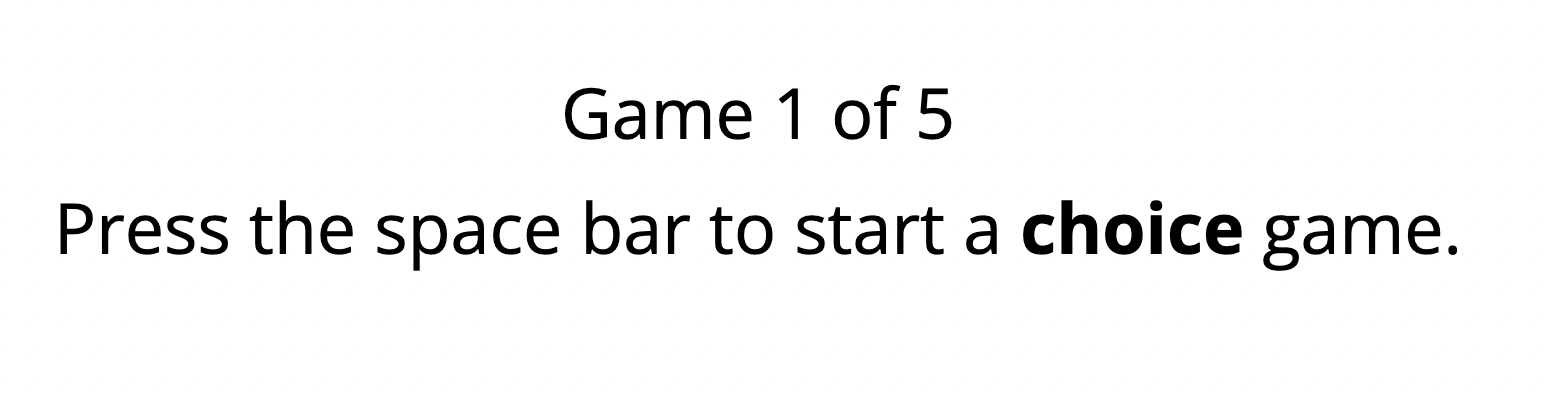 Game 1 of 5
Press the space bar to start a choice game.